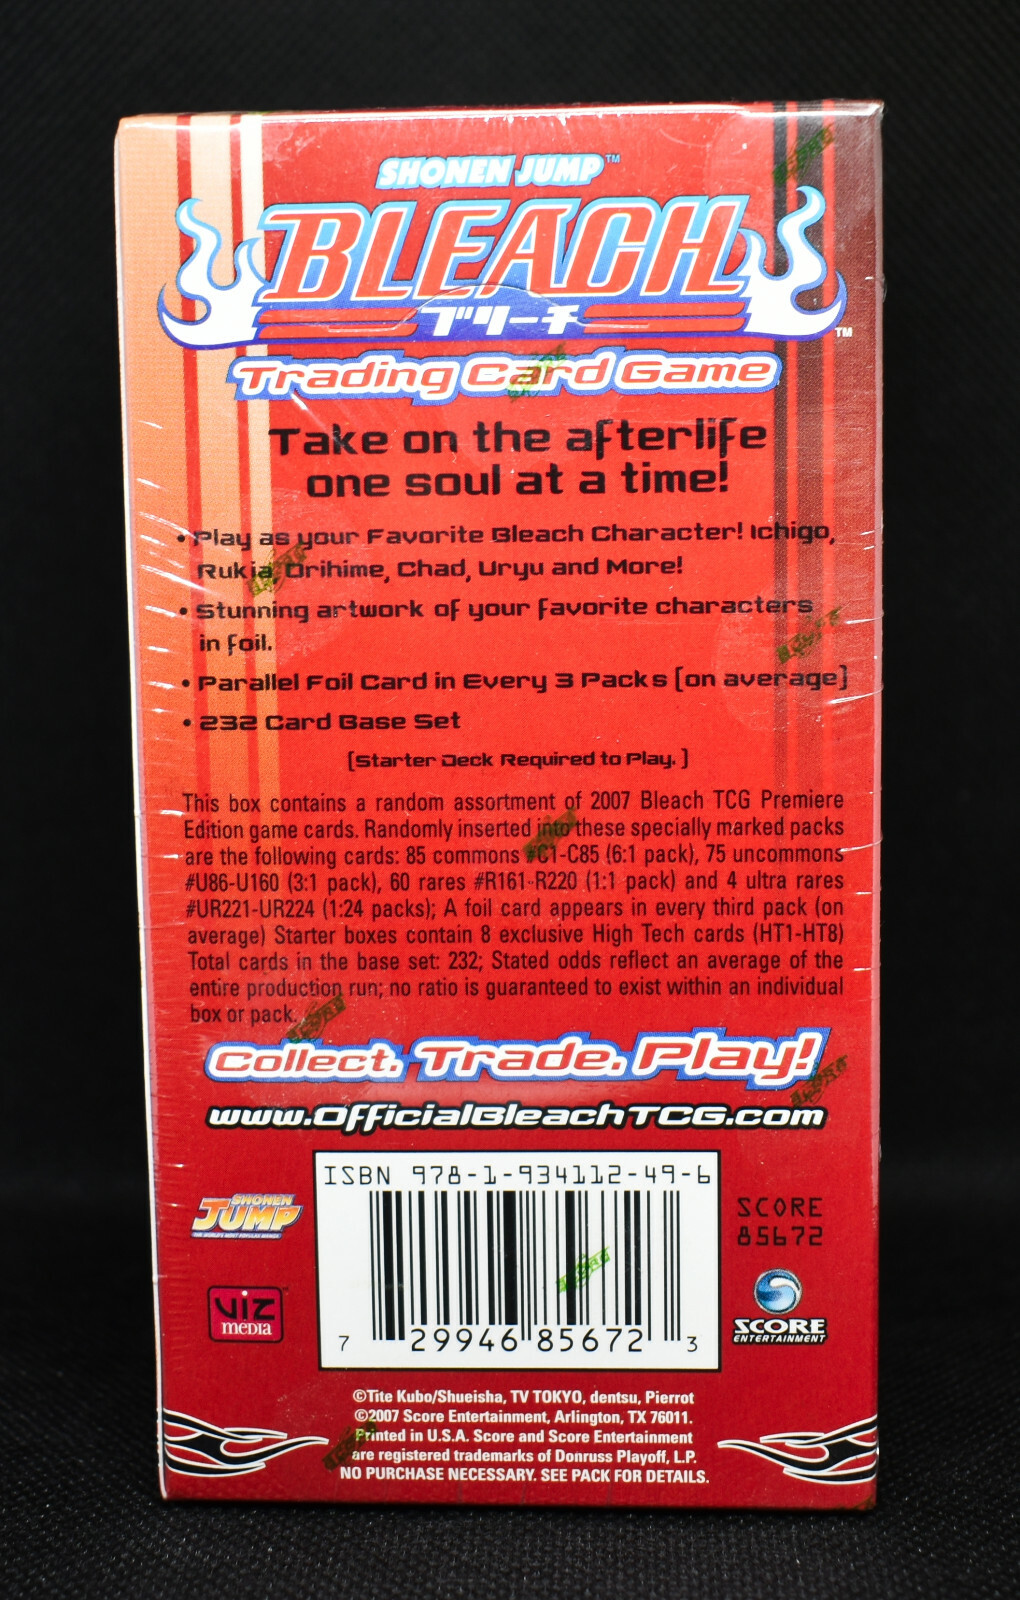 SHONEN JUMP™
BLEACH
ブリーチ ™
Trading Card Game
Take on the afterlife
one soul at a time!
• Play as your Favorite Bleach Character! Ichigo,
Rukia, Orihime, Chad, Uryu and More!
• Stunning artwork of your favorite characters
in foil.
• Parallel Foil Card in Every 3 Packs [on average]
• 232 Card Base Set
[Starter Deck Required to Play.]
This box contains a random assortment of 2007 Bleach TCG Premiere
Edition game cards. Randomly inserted into these specially marked packs
are the following cards: 85 commons #C1-C85 (6:1 pack), 75 uncommons
#U86-U160 (3:1 pack), 60 rares #R161-R220 (1:1 pack) and 4 ultra rares
#UR221-UR224 (1:24 packs); A foil card appears in every third pack (on
average) Starter boxes contain 8 exclusive High Tech cards (HT1-HT8)
Total cards in the base set: 232; Stated odds reflect an average of the
entire production run; no ratio is guaranteed to exist within an individual
box or pack.
Collect. Trade. Play!
www.OfficialBleachTCG.com
ISBN 978-1-934112-49-6
SHONEN
JUMP
THE WORLD'S MOST POPULAR MANGA
SCORE
85672
viz
media
SCORE
ENTERTAINMENT
7 29946 85672 3
©Tite Kubo/Shueisha, TV TOKYO, dentsu, Pierrot
©2007 Score Entertainment, Arlington, TX 76011.
Printed in U.S.A. Score and Score Entertainment
are registered trademarks of Donruss Playoff, L.P.
NO PURCHASE NECESSARY. SEE PACK FOR DETAILS.